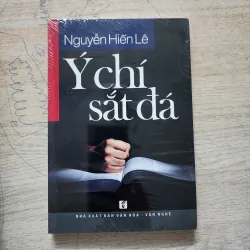 Nguyễn Hiến Lê
Ý chí
sắt đá
NHÀ XUẤT BẢN VĂN HÓA - VĂN NGHỆ